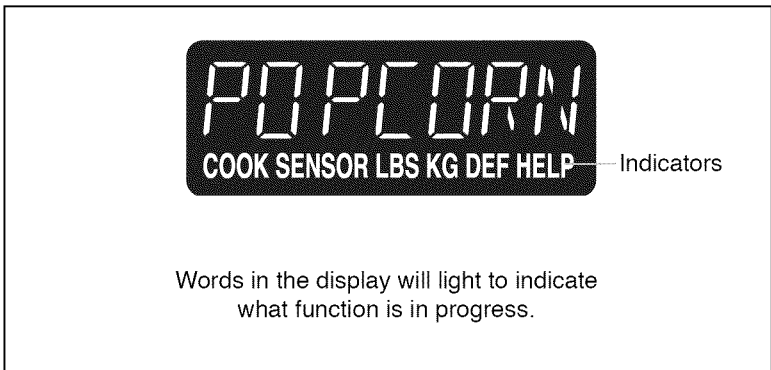 POPCORN
COOK SENSOR LBS KG DEF HELP
Indicators
Words in the display will light to indicate
what function is in progress.